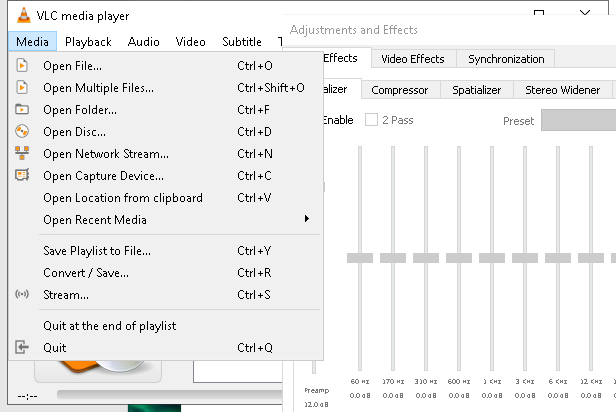 VLC media player
Adjustments and Effects
Media Playback Audio Video Subtitle T
Effects Video Effects Synchronization
alizer Compressor Spatializer Stereo Widener
Enable 2 Pass Preset
Open File... Ctrl+O
Open Multiple Files... Ctrl+Shift+O
Open Folder... Ctrl+F
Open Disc... Ctrl+D
Open Network Stream... Ctrl+N
Open Capture Device... Ctrl+C
Open Location from clipboard Ctrl+V
Open Recent Media
Save Playlist to File... Ctrl+Y
Convert / Save... Ctrl+R
Stream... Ctrl+S
Quit at the end of playlist
Quit Ctrl+Q
60 Hz 170 Hz 310 Hz 600 Hz 1 KHz 3 KHz 6 KHz 12 KHz
Preamp 0.0 dB 0.0 dB 0.0 dB 0.0 dB 0.0 dB 0.0 dB 0.0 dB 0.0 dB
12.0 dB
--:--